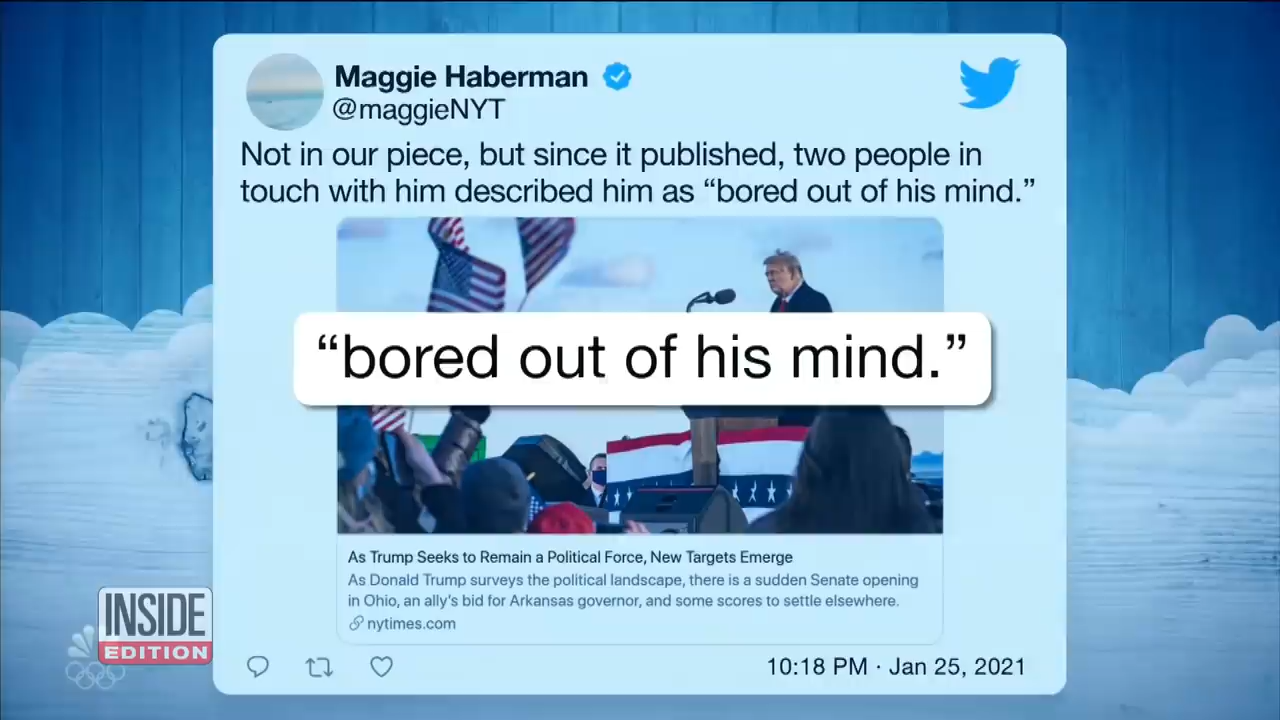 Maggie Haberman
@maggieNYT
Not in our piece, but since it published, two people in
touch with him described him as “bored out of his mind.”
“bored out of his mind.”
As Trump Seeks to Remain a Political Force, New Targets Emerge
As Donald Trump surveys the political landscape, there is a sudden Senate opening
in Ohio, an ally's bid for Arkansas governor, and some scores to settle elsewhere.
nytimes.com
10:18 PM · Jan 25, 2021
INSIDE
EDITION